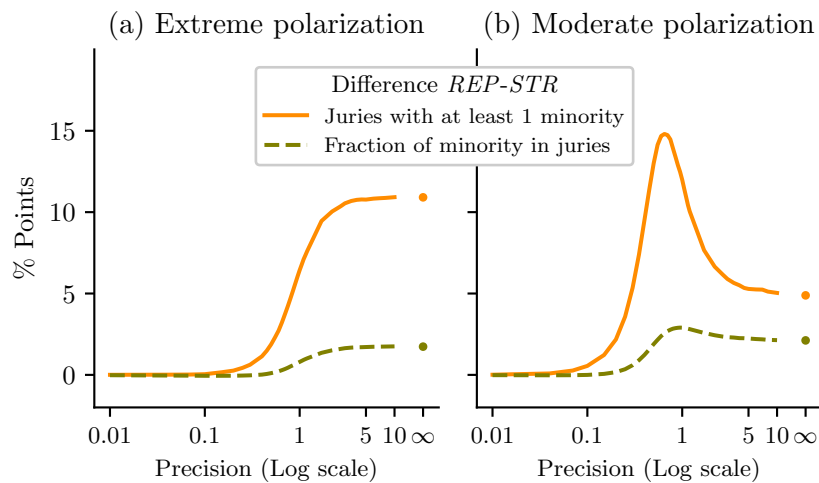 (a) Extreme polarization
(b) Moderate polarization
Difference REP-STR
Juries with at least 1 minority
Fraction of minority in juries
% Points
15
10
5
0
0.01 0.1 1 5 10 ∞
0.01 0.1 1 5 10 ∞
Precision (Log scale)
Precision (Log scale)